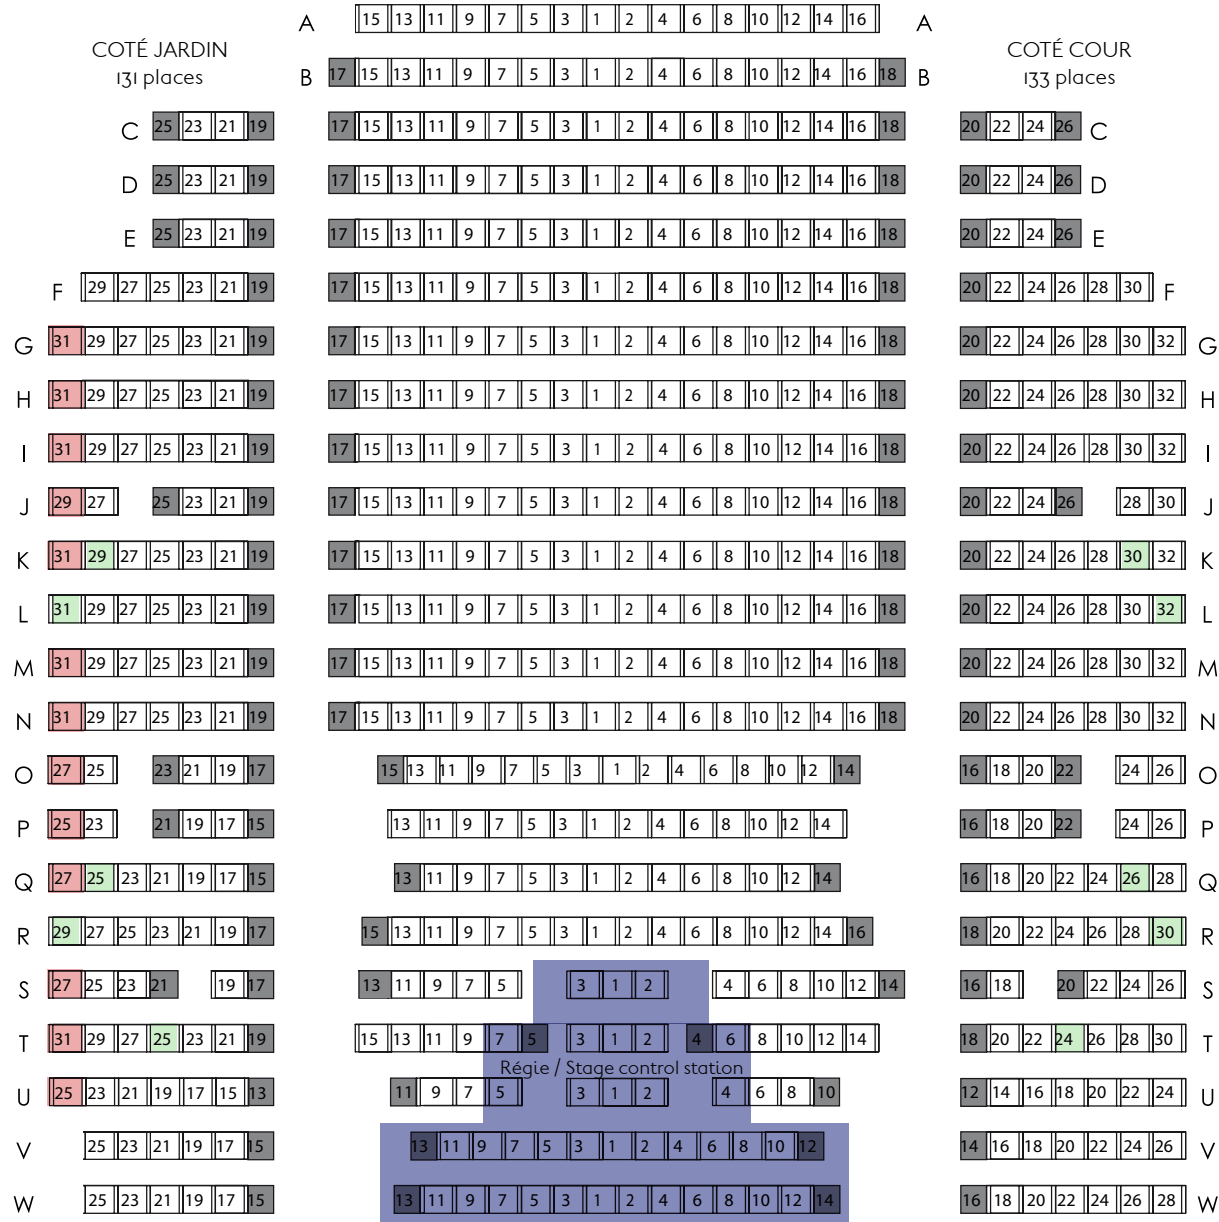 A 15 13 11 9 7 5 3 1 2 4 6 8 10 12 14 16 A
COTÉ JARDIN
131 places
COTÉ COUR
133 places
B 17 15 13 11 9 7 5 3 1 2 4 6 8 10 12 14 16 18 B
C 25 23 21 19 17 15 13 11 9 7 5 3 1 2 4 6 8 10 12 14 16 18 20 22 24 26 C
D 25 23 21 19 17 15 13 11 9 7 5 3 1 2 4 6 8 10 12 14 16 18 20 22 24 26 D
E 25 23 21 19 17 15 13 11 9 7 5 3 1 2 4 6 8 10 12 14 16 18 20 22 24 26 E
F 29 27 25 23 21 19 17 15 13 11 9 7 5 3 1 2 4 6 8 10 12 14 16 18 20 22 24 26 28 30 F
G 31 29 27 25 23 21 19 17 15 13 11 9 7 5 3 1 2 4 6 8 10 12 14 16 18 20 22 24 26 28 30 32 G
H 31 29 27 25 23 21 19 17 15 13 11 9 7 5 3 1 2 4 6 8 10 12 14 16 18 20 22 24 26 28 30 32 H
I 31 29 27 25 23 21 19 17 15 13 11 9 7 5 3 1 2 4 6 8 10 12 14 16 18 20 22 24 26 28 30 32 I
J 29 27 25 23 21 19 17 15 13 11 9 7 5 3 1 2 4 6 8 10 12 14 16 18 20 22 24 26 28 30 J
K 31 29 27 25 23 21 19 17 15 13 11 9 7 5 3 1 2 4 6 8 10 12 14 16 18 20 22 24 26 28 30 32 K
L 31 29 27 25 23 21 19 17 15 13 11 9 7 5 3 1 2 4 6 8 10 12 14 16 18 20 22 24 26 28 30 32 L
M 31 29 27 25 23 21 19 17 15 13 11 9 7 5 3 1 2 4 6 8 10 12 14 16 18 20 22 24 26 28 30 32 M
N 31 29 27 25 23 21 19 17 15 13 11 9 7 5 3 1 2 4 6 8 10 12 14 16 18 20 22 24 26 28 30 32 N
O 27 25 23 21 19 17 15 13 11 9 7 5 3 1 2 4 6 8 10 12 14 16 18 20 22 24 26 O
P 25 23 21 19 17 15 13 11 9 7 5 3 1 2 4 6 8 10 12 14 16 18 20 22 24 26 P
Q 27 25 23 21 19 17 15 13 11 9 7 5 3 1 2 4 6 8 10 12 14 16 18 20 22 24 26 28 Q
R 29 27 25 23 21 19 17 15 13 11 9 7 5 3 1 2 4 6 8 10 12 14 16 18 20 22 24 26 28 30 R
S 27 25 23 21 19 17 13 11 9 7 5 3 1 2 4 6 8 10 12 14 16 18 20 22 24 26 S
T 31 29 27 25 23 21 19 15 13 11 9 7 5 3 1 2 4 6 8 10 12 14 18 20 22 24 26 28 30 T
Régie / Stage control station
U 25 23 21 19 17 15 13 11 9 7 5 3 1 2 4 6 8 10 12 14 16 18 20 22 24 U
V 25 23 21 19 17 15 13 11 9 7 5 3 1 2 4 6 8 10 12 14 16 18 20 22 24 26 V
W 25 23 21 19 17 15 13 11 9 7 5 3 1 2 4 6 8 10 12 14 16 18 20 22 24 26 28 W